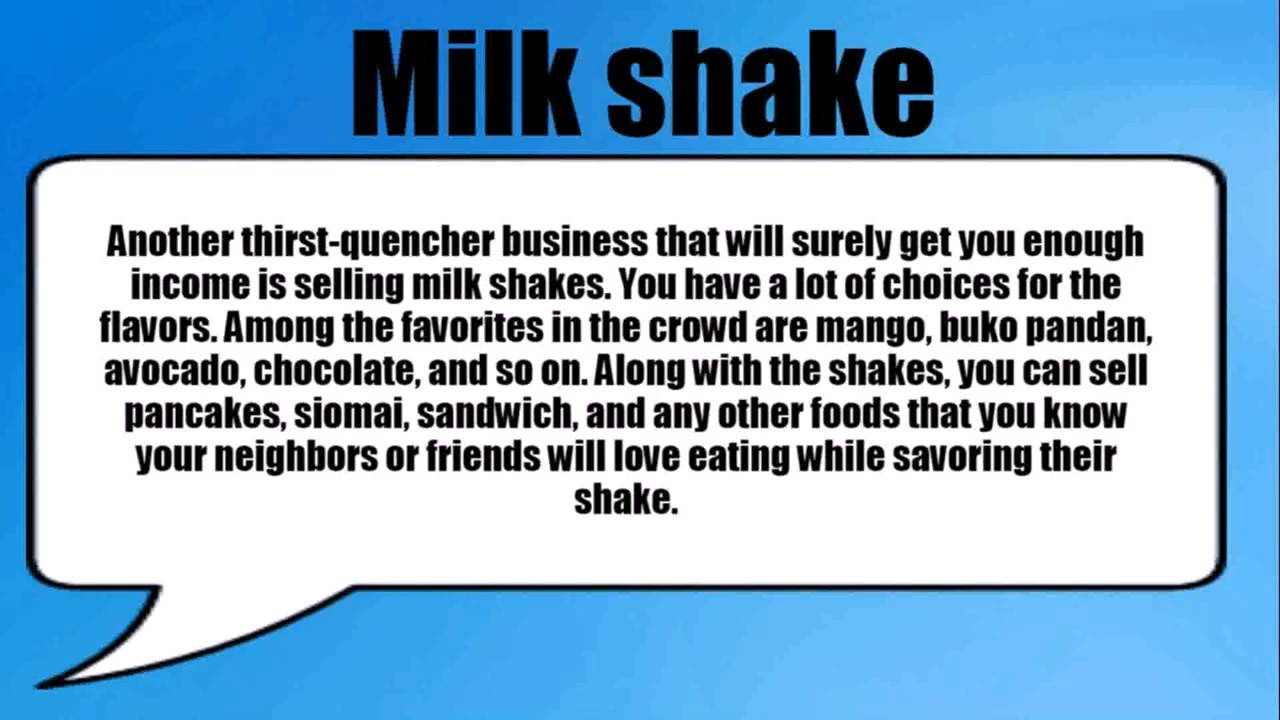 Milk shake
Another thirst-quencher business that will surely get you enough
income is selling milk shakes. You have a lot of choices for the
flavors. Among the favorites in the crowd are mango, buko pandan,
avocado, chocolate, and so on. Along with the shakes, you can sell
pancakes, siomai, sandwich, and any other foods that you know
your neighbors or friends will love eating while savoring their
shake.